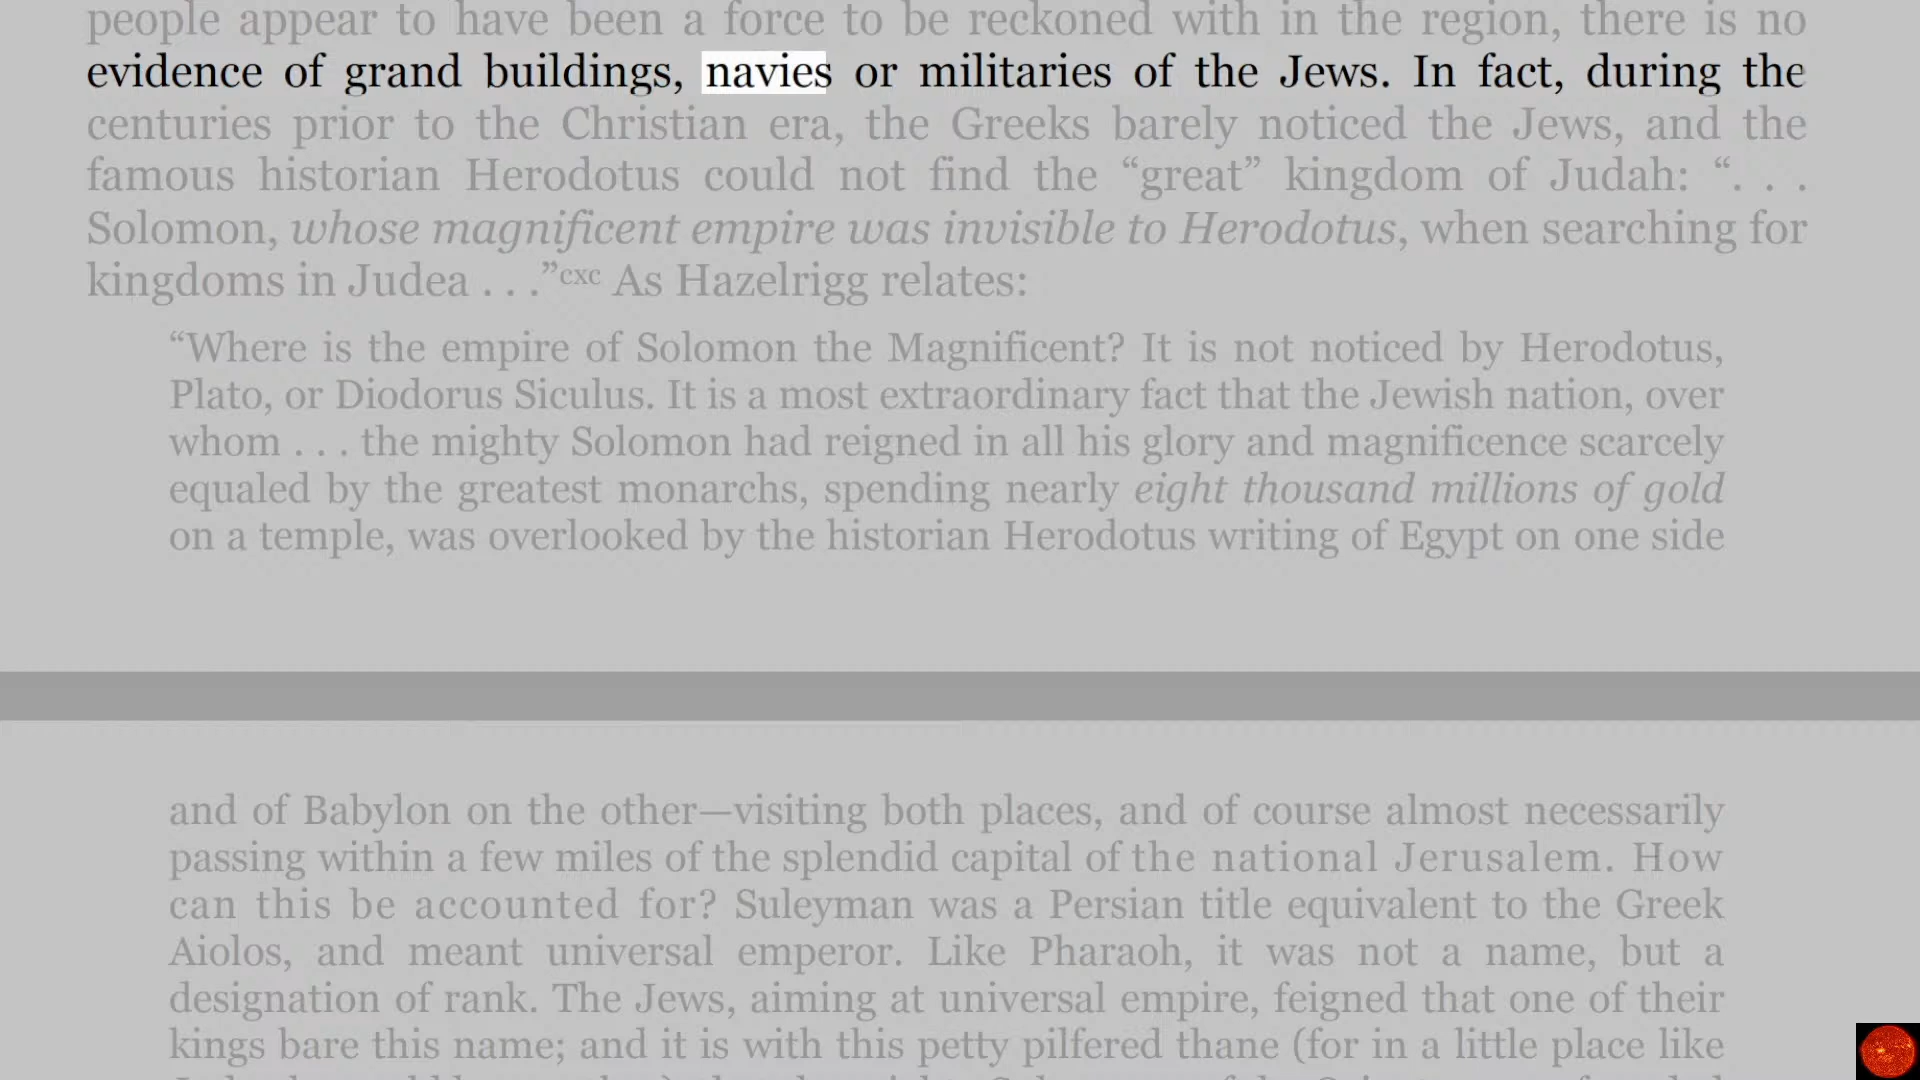 people appear to have been a force to be reckoned with in the region, there is no
evidence of grand buildings, navies or militaries of the Jews. In fact, during the
centuries prior to the Christian era, the Greeks barely noticed the Jews, and the
famous historian Herodotus could not find the “great” kingdom of Judah: “. . .
Solomon, whose magnificent empire was invisible to Herodotus, when searching for
kingdoms in Judea . . .”cxc As Hazelrigg relates:
“Where is the empire of Solomon the Magnificent? It is not noticed by Herodotus,
Plato, or Diodorus Siculus. It is a most extraordinary fact that the Jewish nation, over
whom . . . the mighty Solomon had reigned in all his glory and magnificence scarcely
equaled by the greatest monarchs, spending nearly eight thousand millions of gold
on a temple, was overlooked by the historian Herodotus writing of Egypt on one side
and of Babylon on the other—visiting both places, and of course almost necessarily
passing within a few miles of the splendid capital of the national Jerusalem. How
can this be accounted for? Suleyman was a Persian title equivalent to the Greek
Aiolos, and meant universal emperor. Like Pharaoh, it was not a name, but a
designation of rank. The Jews, aiming at universal empire, feigned that one of their
kings bare this name; and it is with this petty pilfered thane (for in a little place like